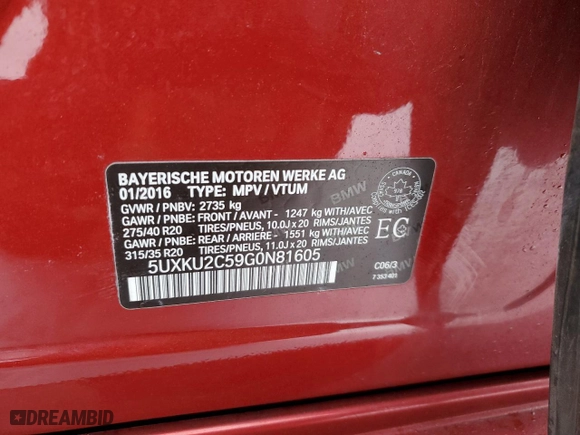 BAYERISCHE MOTOREN WERKE AG
01/2016 TYPE: MPV / VTUM
GVWR / PNBV: 2735 kg
GAWR / PNBE: FRONT / AVANT - 1247 kg WITH/AVEC
275/40 R20 TIRES/PNEUS, 10.0J x 20 RIMS/JANTES
GAWR / PNBE: REAR / ARRIERE - 1551 kg WITH/AVEC
315/35 R20 TIRES/PNEUS, 11.0J x 20 RIMS/JANTES
5UXKU2C59G0N81605
EC
C06/3
BMW
DREAMBID